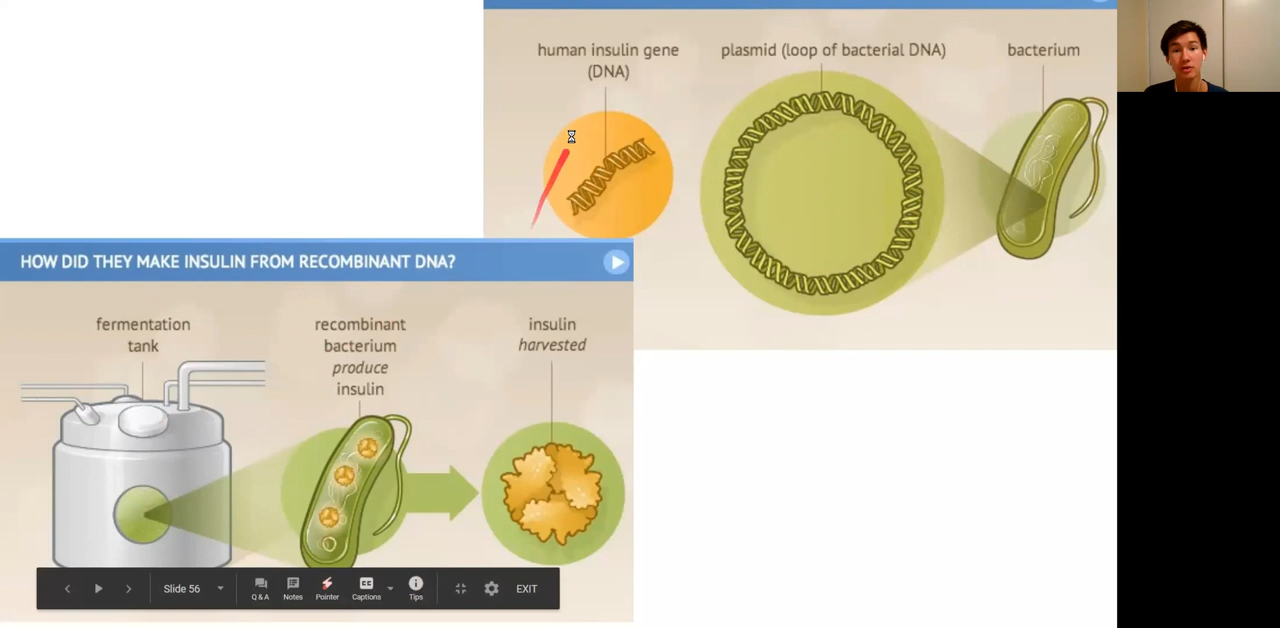 human insulin gene
(DNA)
plasmid (loop of bacterial DNA)
bacterium
HOW DID THEY MAKE INSULIN FROM RECOMBINANT DNA?
fermentation
tank
recombinant
bacterium
produce
insulin
insulin
harvested
Slide 56
Q & A
Notes
Pointer
CC
Captions
Tips
EXIT